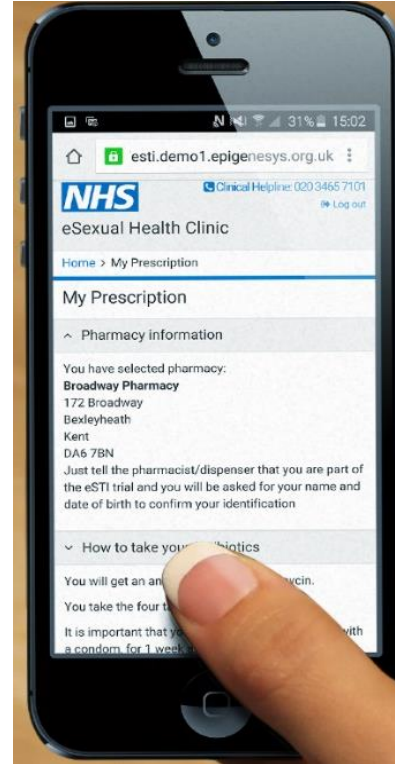 31% 15:02
esti.demo1.epigenesys.org.uk
NHS
Clinical Helpline: 020 3465 7101
Log out
eSexual Health Clinic
Home > My Prescription
My Prescription
Pharmacy information
You have selected pharmacy:
Broadway Pharmacy
172 Broadway
Bexleyheath
Kent
DA6 7BN
Just tell the pharmacist/dispenser that you are part of
the eSTI trial and you will be asked for your name and
date of birth to confirm your identification
How to take
You will get an
You take the four
It is important that with
a condom, for 1 week